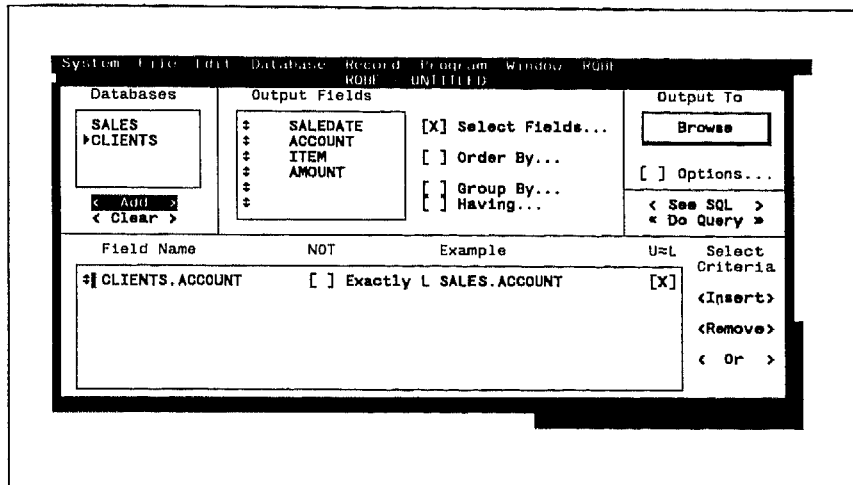 System File Edit Database Record Program Window RQBE
RQBE - UNTITLED
Databases
Output Fields
Output To
SALES
CLIENTS
SALEDATE
ACCOUNT
ITEM
AMOUNT
[X] Select Fields...
[ ] Order By...
[ ] Group By...
[ ] Having...
Browse
[ ] Options...
< Add >
< Clear >
< See SQL >
« Do Query »
Field Name NOT Example U≈L Select Criteria
CLIENTS.ACCOUNT [ ] Exactly L SALES.ACCOUNT [X]
<Insert>
<Remove>
< Or >